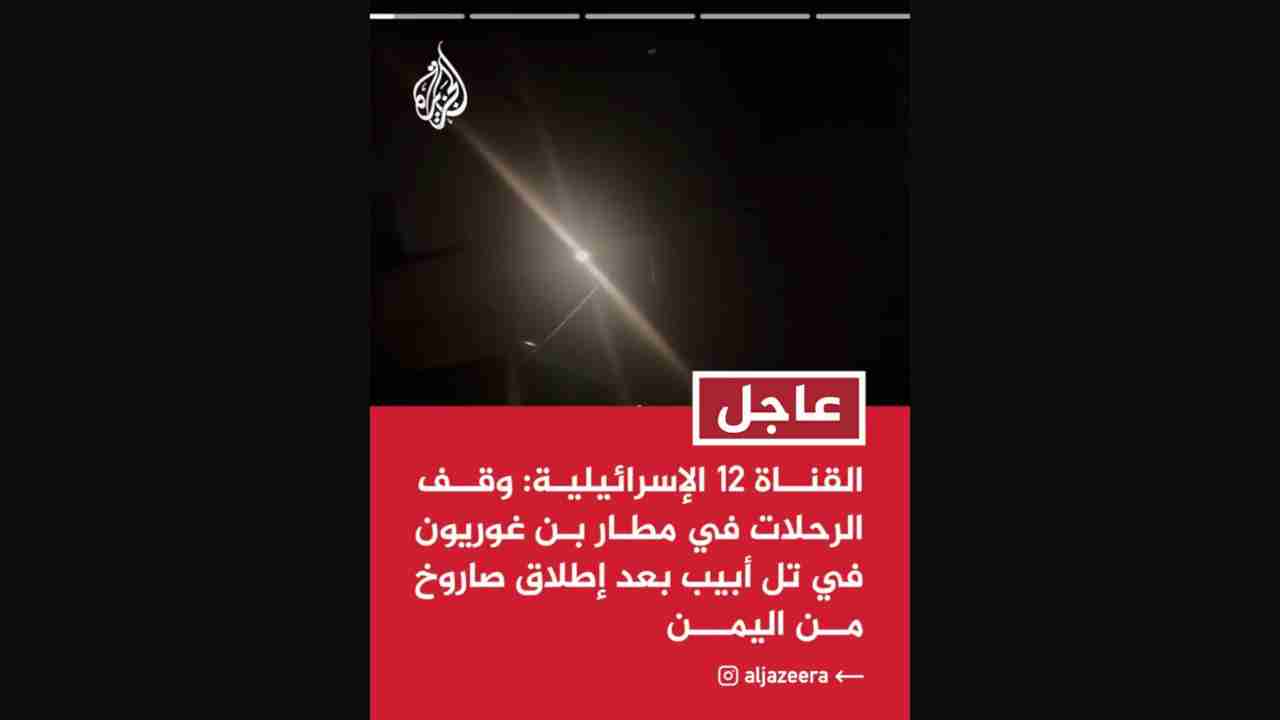 الجزيرة
عاجل
القناة 12 الإسرائيلية: وقف
الرحلات في مطار بن غوريون
في تل أبيب بعد إطلاق صاروخ
من اليمن
aljazeera